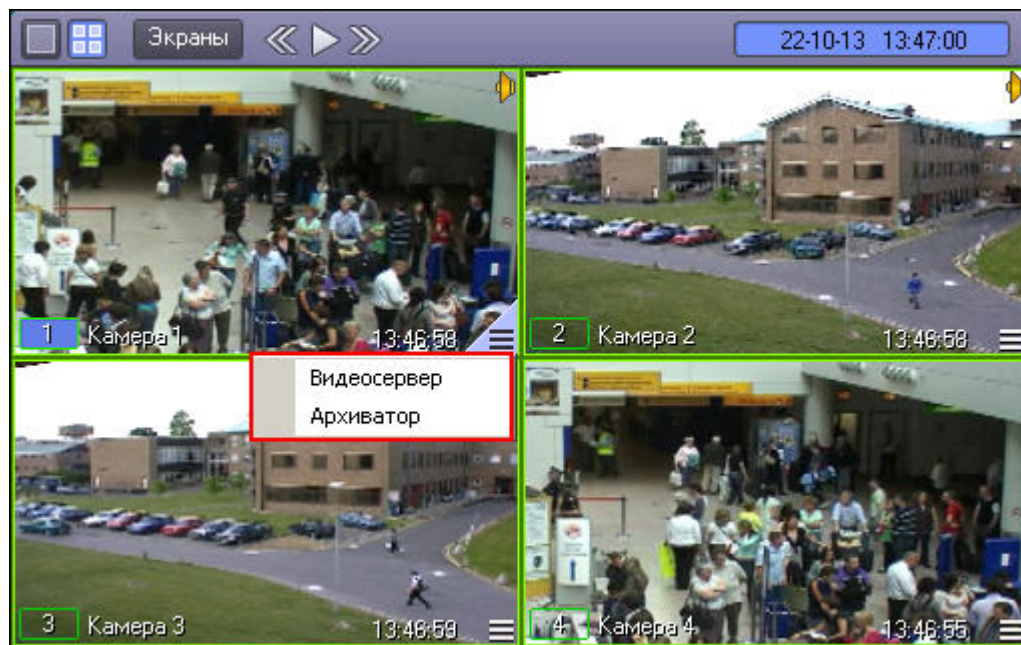 Экраны
22-10-13 13:47:00
1 Камера 1 13:46:58
2 Камера 2 13:46:58
Видеосервер
Архиватор
3 Камера 3 13:46:59
4 Камера 4 13:46:55